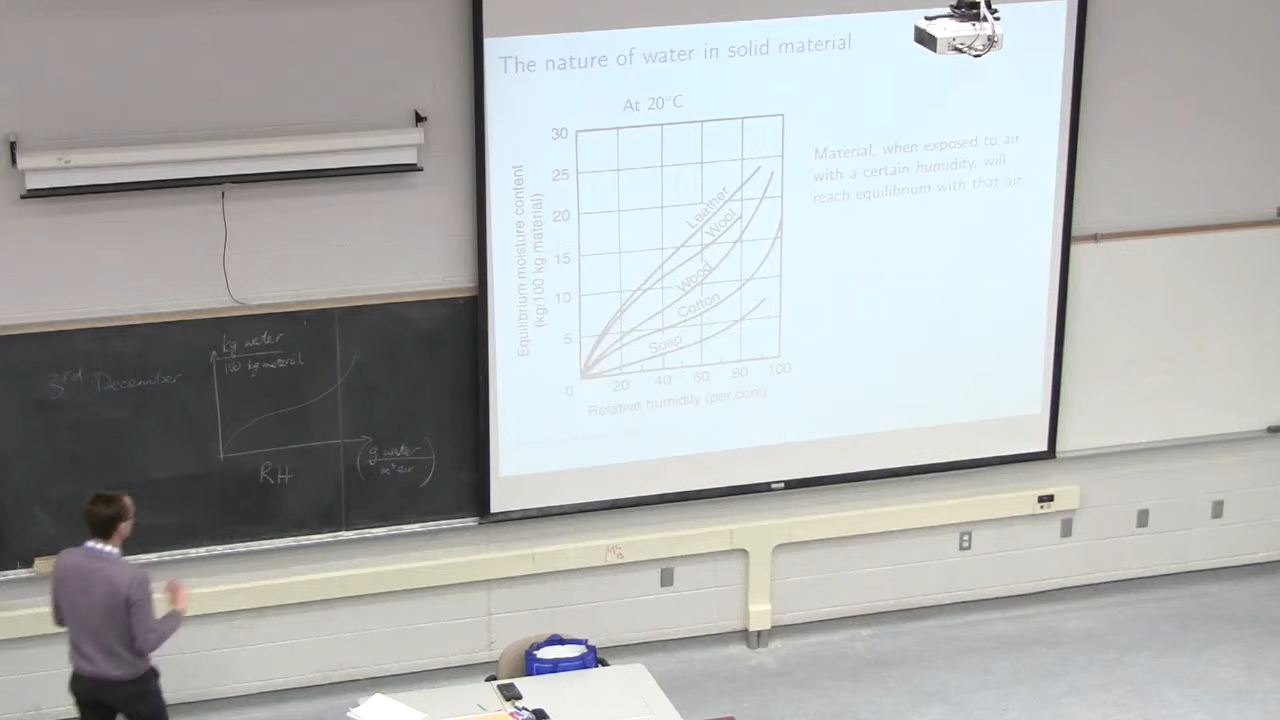 The nature of water in solid material
At 20°C
30
25
20
15
10
5
0
20
40
60
80
100
Equilibrium moisture content
(kg/100 kg material)
Leather
Wool
Wood
Cotton
Soap
Relative humidity (per cent)
Material, when exposed to air
with a certain humidity, will
reach equilibrium with that air.
3rd December
kg water
100 kg material
RH
(g water
m³ air)